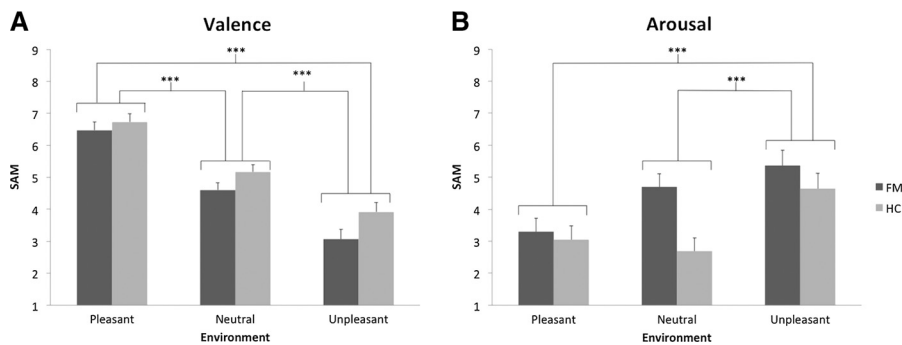 A
Valence
***
***
***
9
8
7
6
5
4
3
2
1
SAM
Pleasant
Neutral
Unpleasant
Environment
B
Arousal
***
***
9
8
7
6
5
4
3
2
1
SAM
Pleasant
Neutral
Unpleasant
Environment
FM
HC